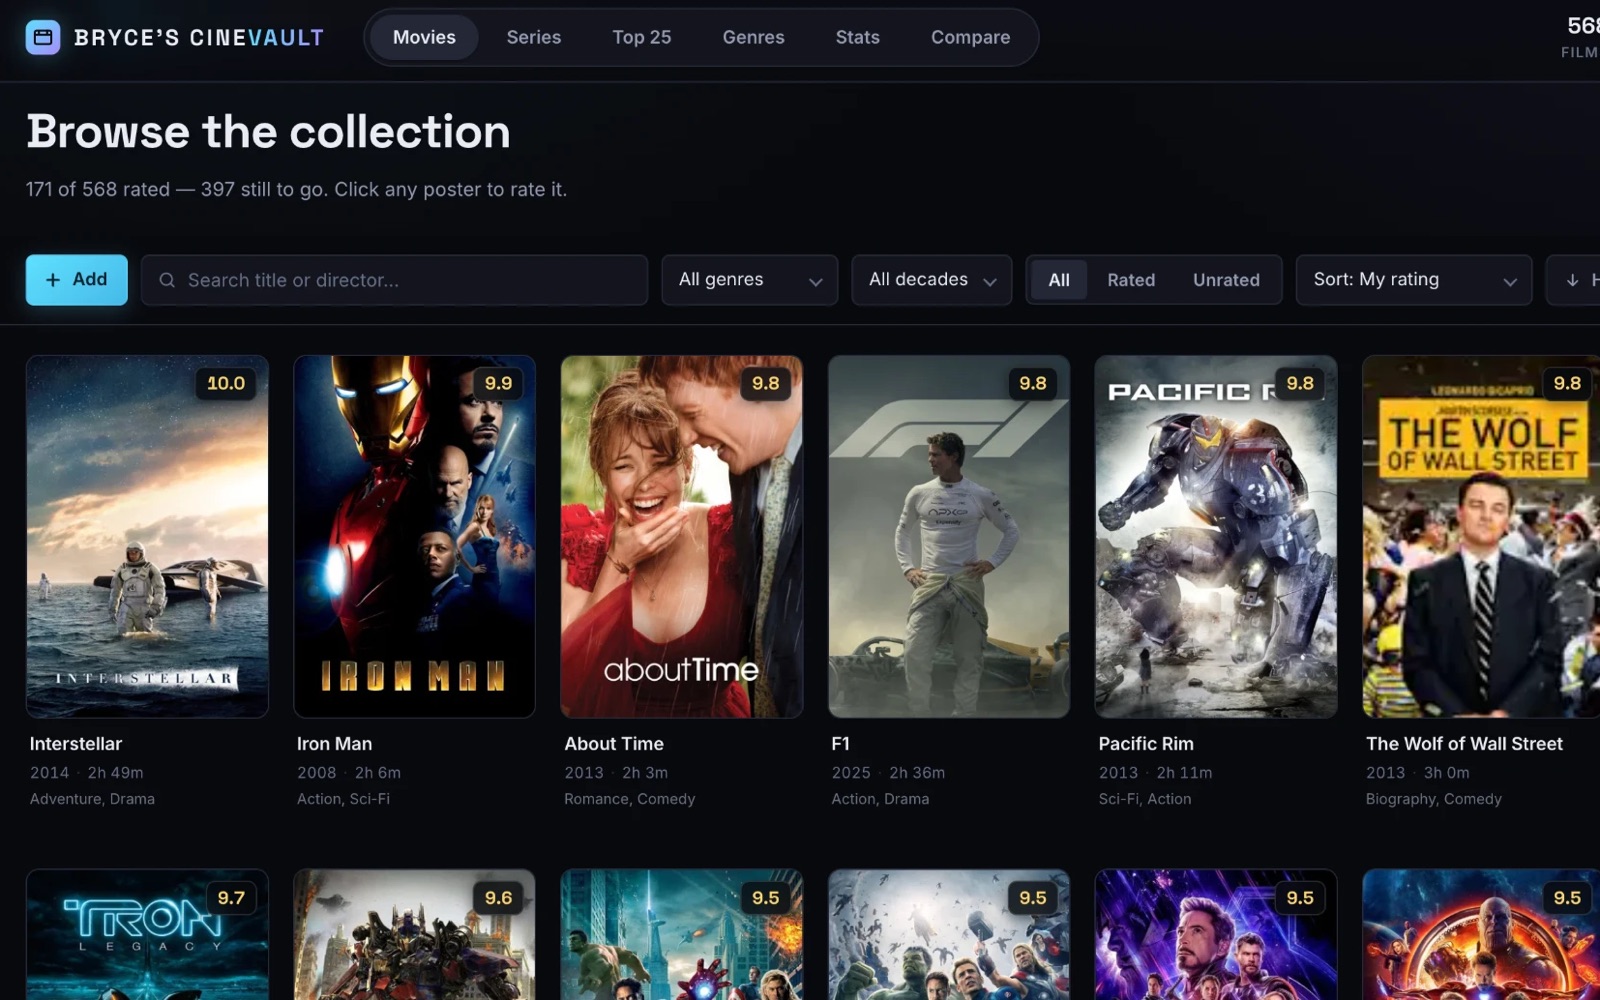 BRYCE'S CINEVAULT
Movies
Series
Top 25
Genres
Stats
Compare
568
FILM
Browse the collection
171 of 568 rated — 397 still to go. Click any poster to rate it.
+ Add
Search title or director...
All genres
All decades
All
Rated
Unrated
Sort: My rating
10.0
INTERSTELLAR
9.9
IRON MAN
9.8
aboutTime
9.8
F1
APXGP
9.8
PACIFIC
9.8
LEONARDO DICAPRIO
THE WOLF
OF WALL STREET
Interstellar
2014 · 2h 49m
Adventure, Drama
Iron Man
2008 · 2h 6m
Action, Sci-Fi
About Time
2013 · 2h 3m
Romance, Comedy
F1
2025 · 2h 36m
Action, Drama
Pacific Rim
2013 · 2h 11m
Sci-Fi, Action
The Wolf of Wall Street
2013 · 3h 0m
Biography, Comedy
9.7
TRON
LEGACY
9.6
9.5
9.5
9.5
9.5